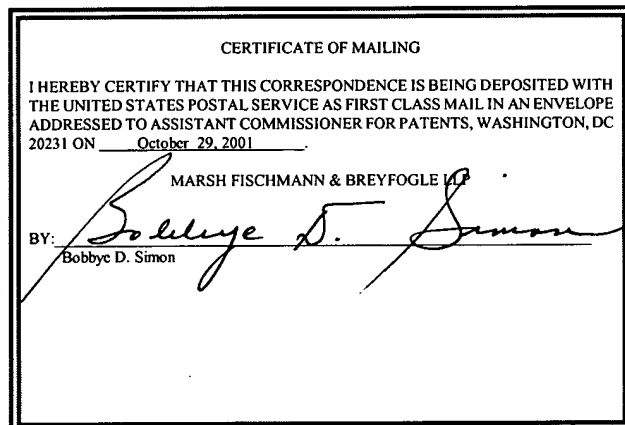 CERTIFICATE OF MAILING
I HEREBY CERTIFY THAT THIS CORRESPONDENCE IS BEING DEPOSITED WITH
THE UNITED STATES POSTAL SERVICE AS FIRST CLASS MAIL IN AN ENVELOPE
ADDRESSED TO ASSISTANT COMMISSIONER FOR PATENTS, WASHINGTON, DC
20231 ON October 29, 2001.
MARSH FISCHMANN & BREYFOGLE LLP
BY: Bobbye D. Simon
Bobbye D. Simon